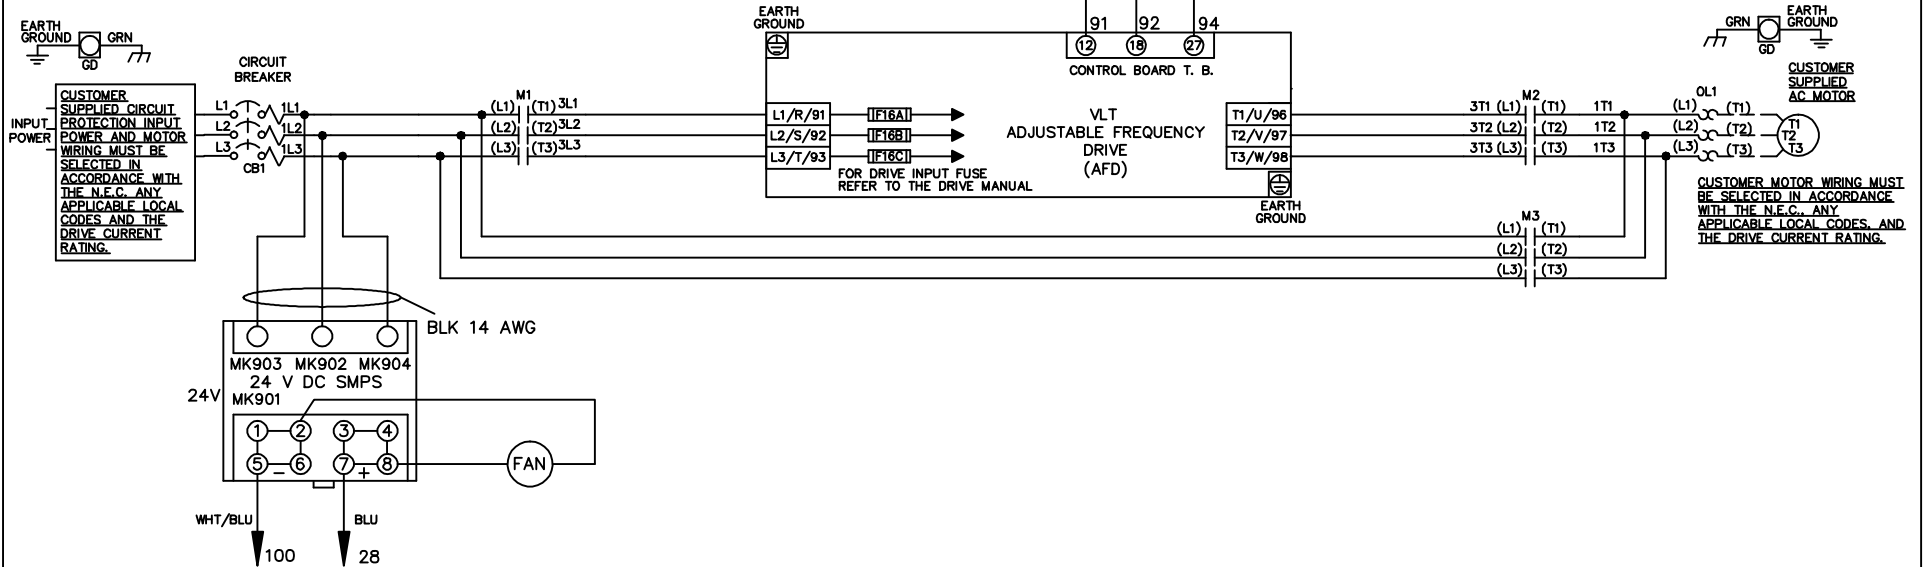 EARTH
GROUND
GRN
GD
CUSTOMER
SUPPLIED CIRCUIT
PROTECTION INPUT
POWER AND MOTOR
WIRING MUST BE
SELECTED IN
ACCORDANCE WITH
THE N.E.C. ANY
APPLICABLE LOCAL
CODES AND THE
DRIVE CURRENT
RATING.
INPUT
POWER
CIRCUIT
BREAKER
L1 1L1
L2 1L2
L3 1L3
CB1
M1
(L1) (T1) 3L1
(L2) (T2) 3L2
(L3) (T3) 3L3
EARTH
GROUND
91 92 94
12 18 27
CONTROL BOARD T. B.
L1/R/91
L2/S/92
L3/T/93
F16A
F16B
F16C
FOR DRIVE INPUT FUSE
REFER TO THE DRIVE MANUAL
VLT
ADJUSTABLE FREQUENCY
DRIVE
(AFD)
T1/U/96
T2/V/97
T3/W/98
EARTH
GROUND
M2
3T1 (L1) (T1) 1T1
3T2 (L2) (T2) 1T2
3T3 (L3) (T3) 1T3
M3
(L1) (T1)
(L2) (T2)
(L3) (T3)
OL1
(L1) (T1)
(L2) (T2)
(L3) (T3)
T1
T2
T3
GRN
EARTH
GROUND
GD
CUSTOMER
SUPPLIED
AC MOTOR
CUSTOMER MOTOR WIRING MUST
BE SELECTED IN ACCORDANCE
WITH THE N.E.C., ANY
APPLICABLE LOCAL CODES, AND
THE DRIVE CURRENT RATING.
BLK 14 AWG
MK903 MK902 MK904
24 V DC SMPS
24V
MK901
1 2 3 4
5 - 6 7 + 8
FAN
WHT/BLU
BLU
100
28